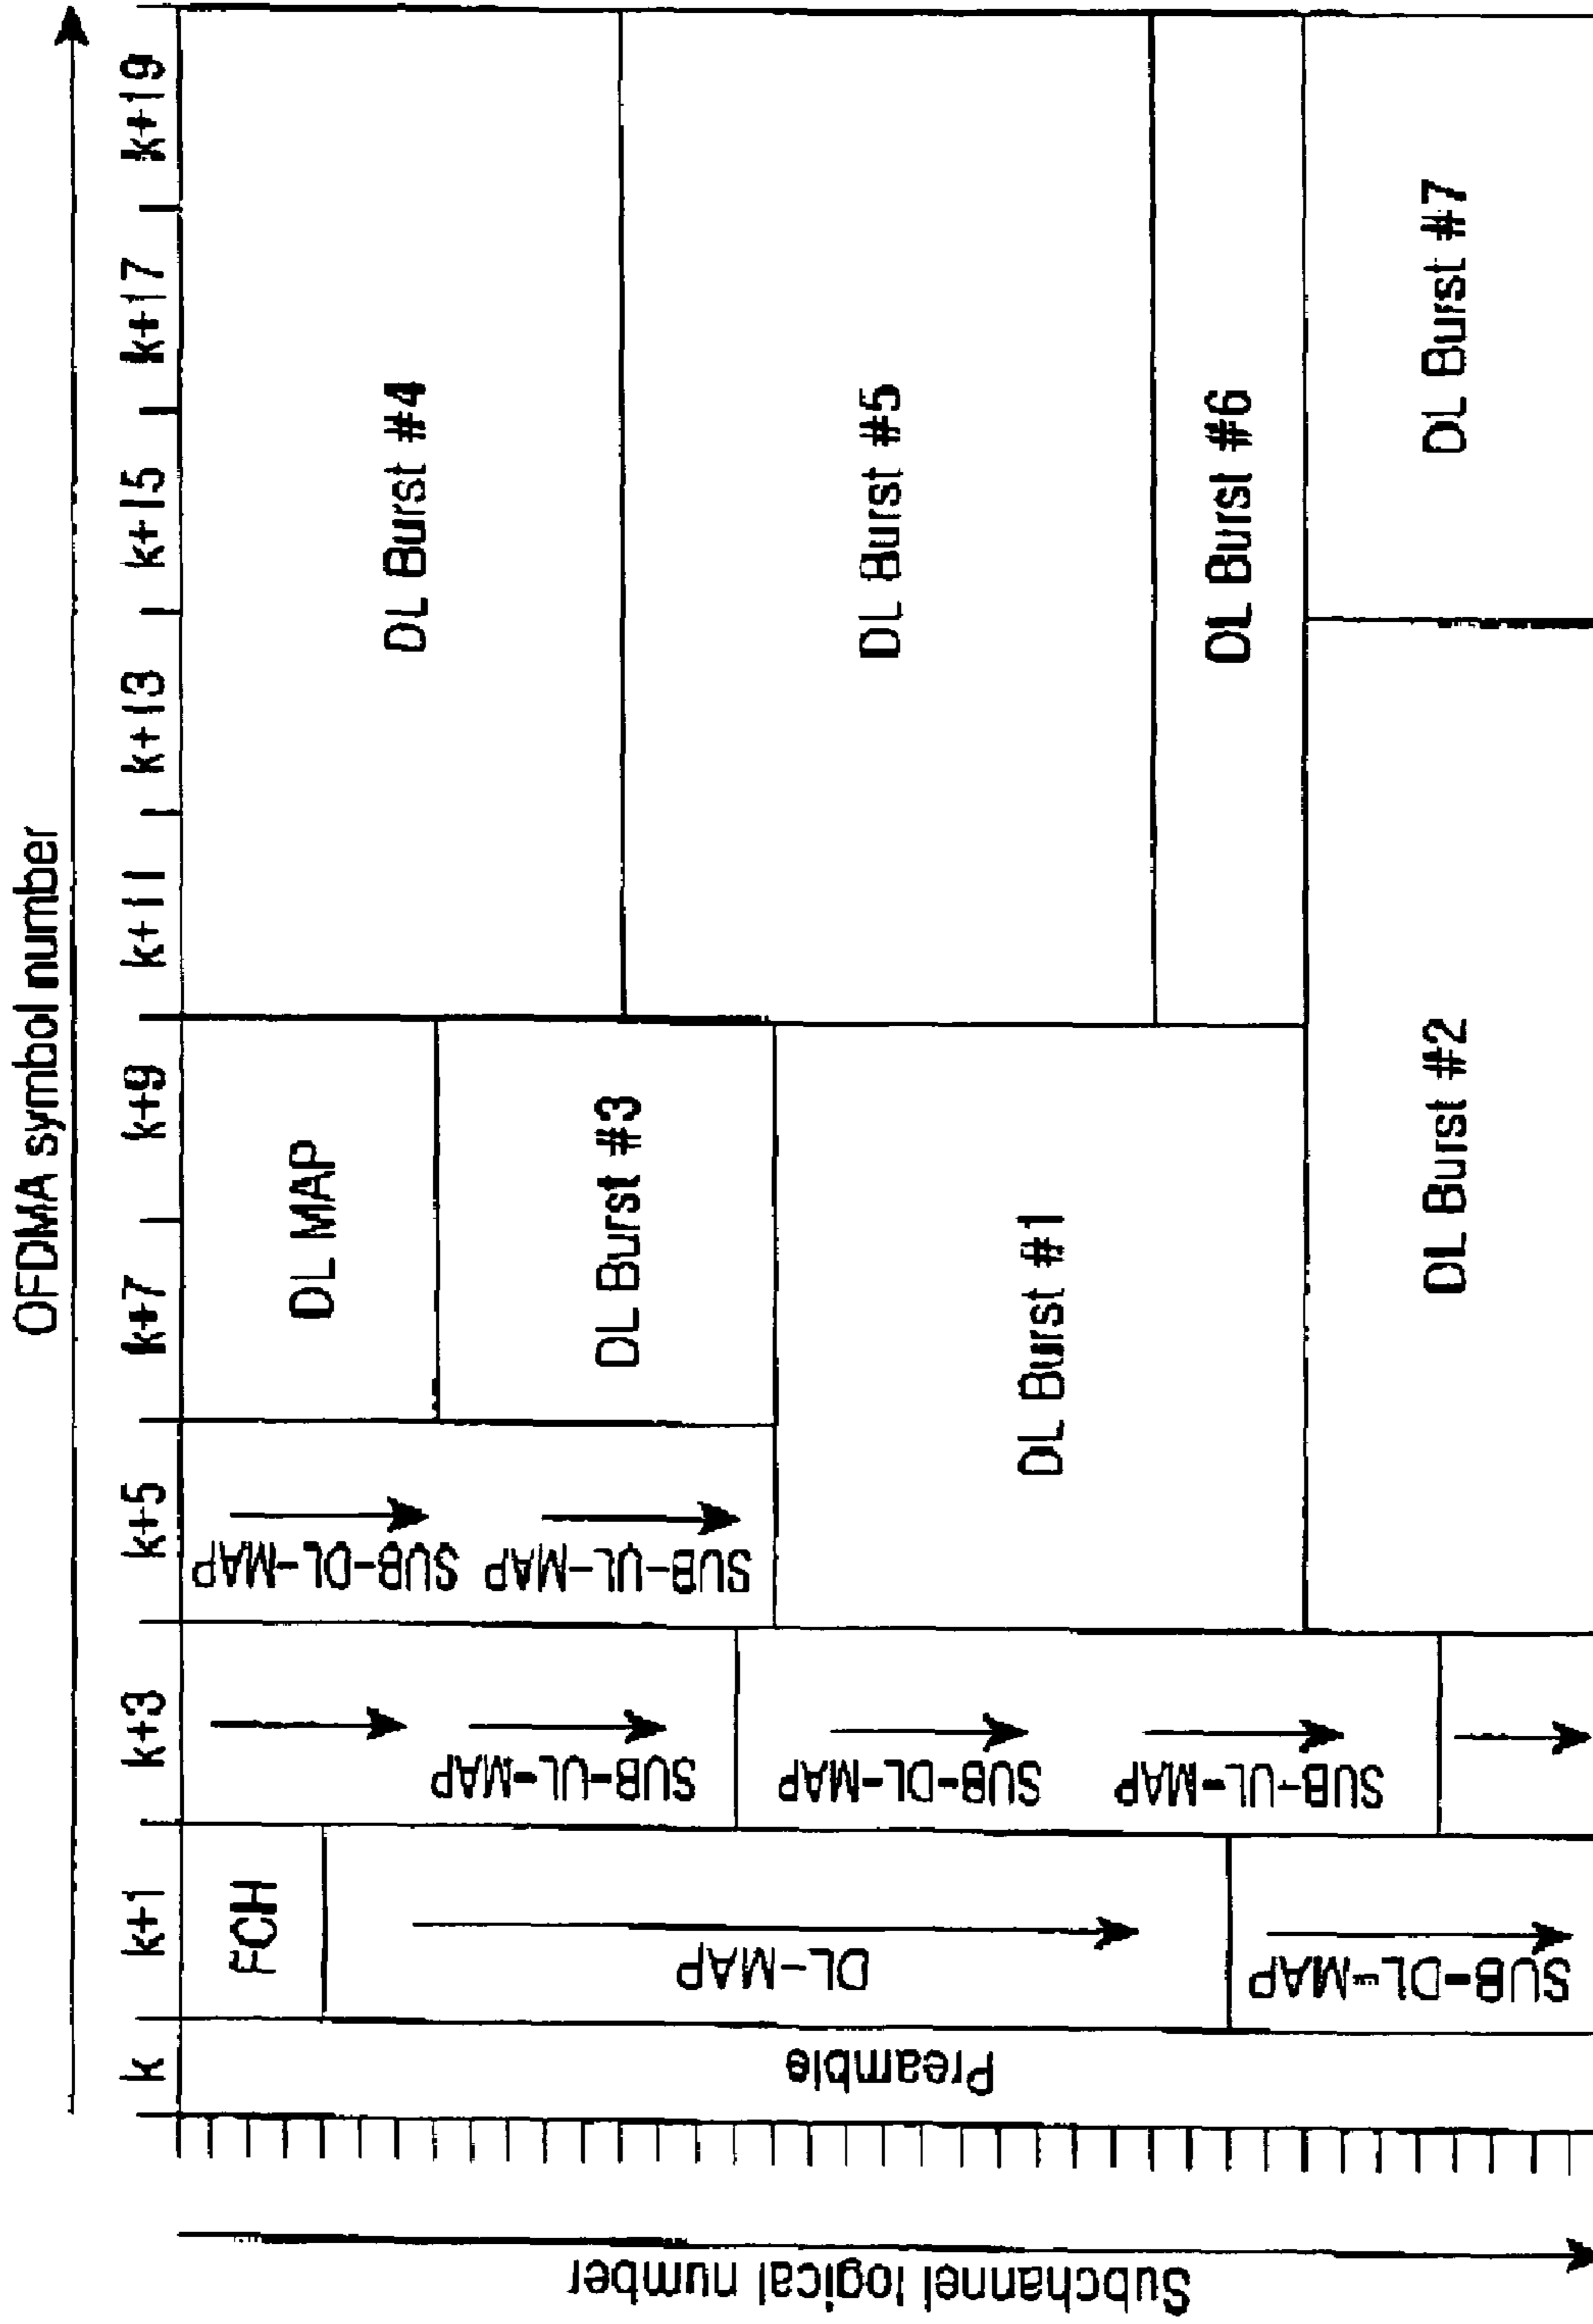 OFDMA symbol number
k
k+1
k+3
k+5
k+7
k+9
k+11
k+13
k+15
k+17
k+19
Subchannel logical number
Preamble
FCH
DL-MAP
SUB-DL-MAP
SUB-UL-MAP
SUB-DL-MAP
SUB-UL-MAP
SUB-DL-MAP
SUB-UL-MAP
DL MAP
DL Burst #3
DL Burst #1
DL Burst #2
DL Burst #4
DL Burst #5
DL Burst #6
DL Burst #7